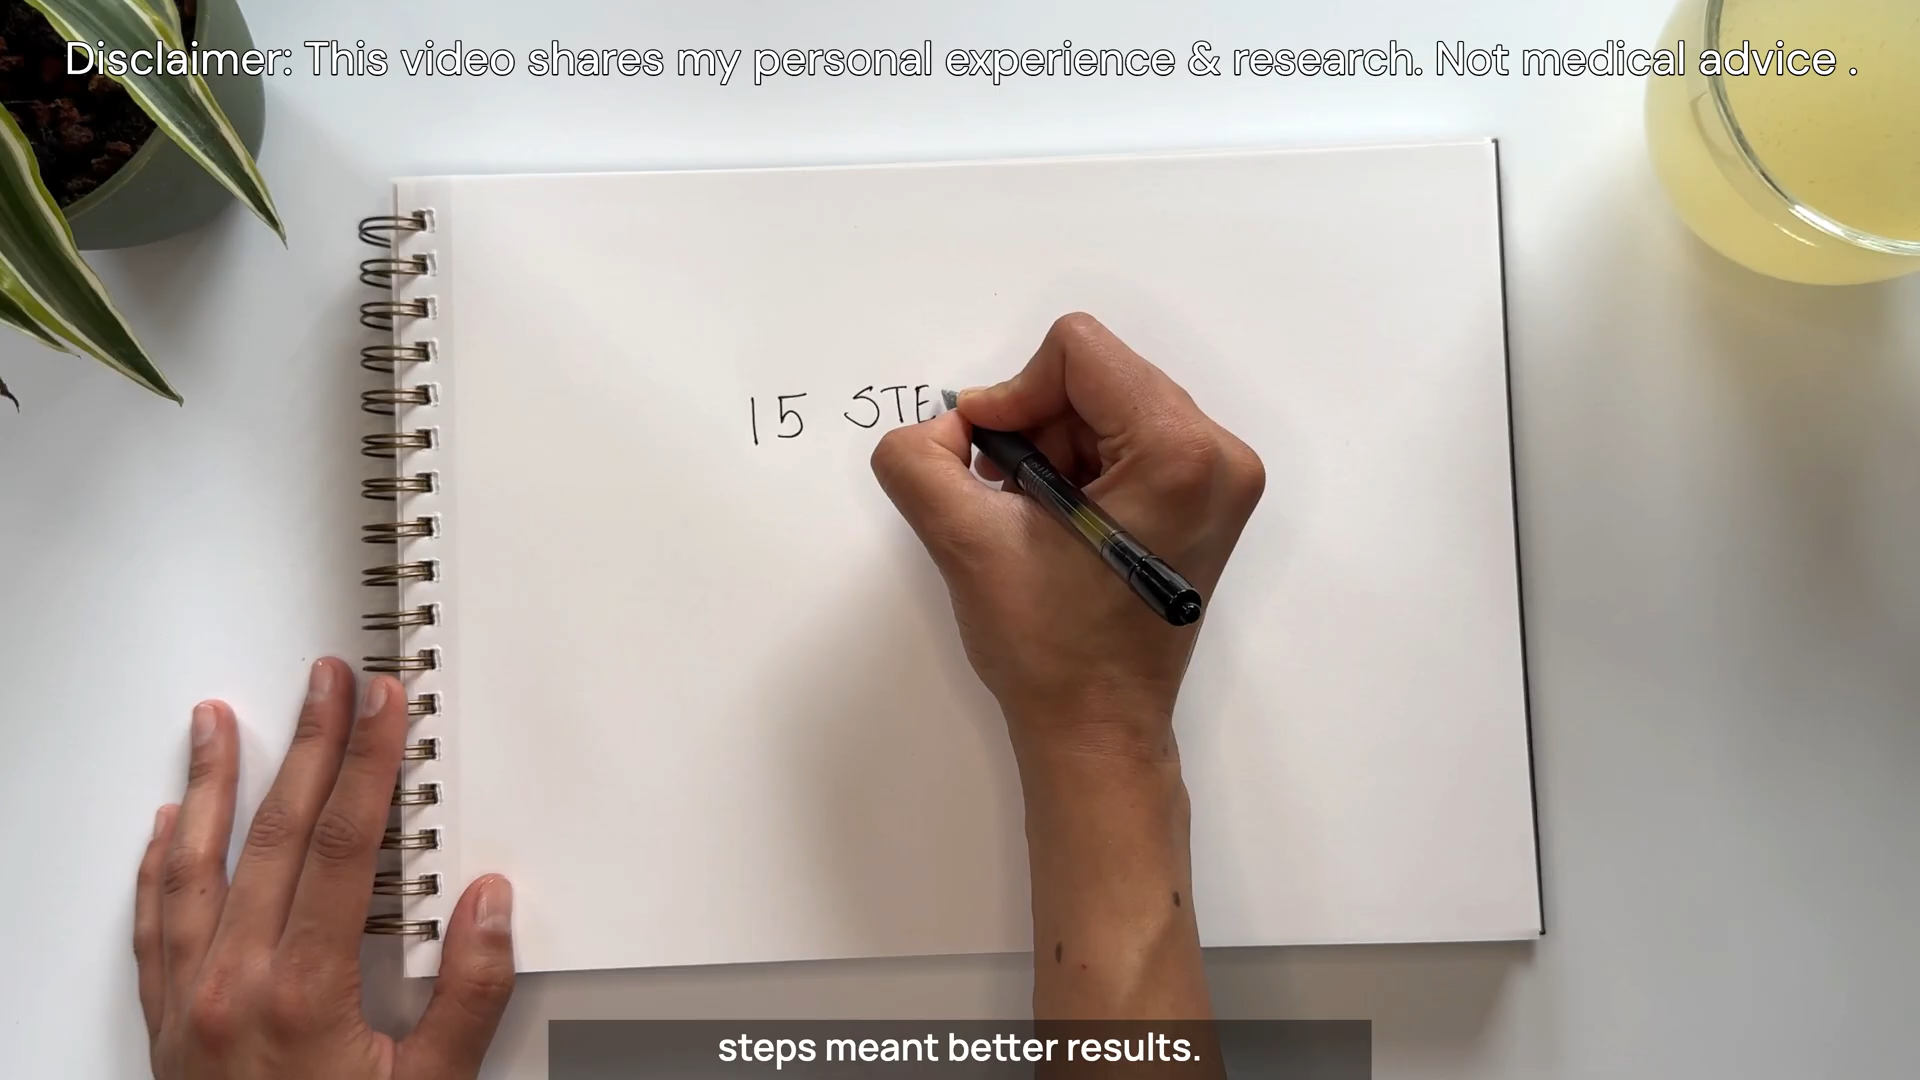 Disclaimer: This video shares my personal experience & research. Not medical advice .
15 STE
steps meant better results.